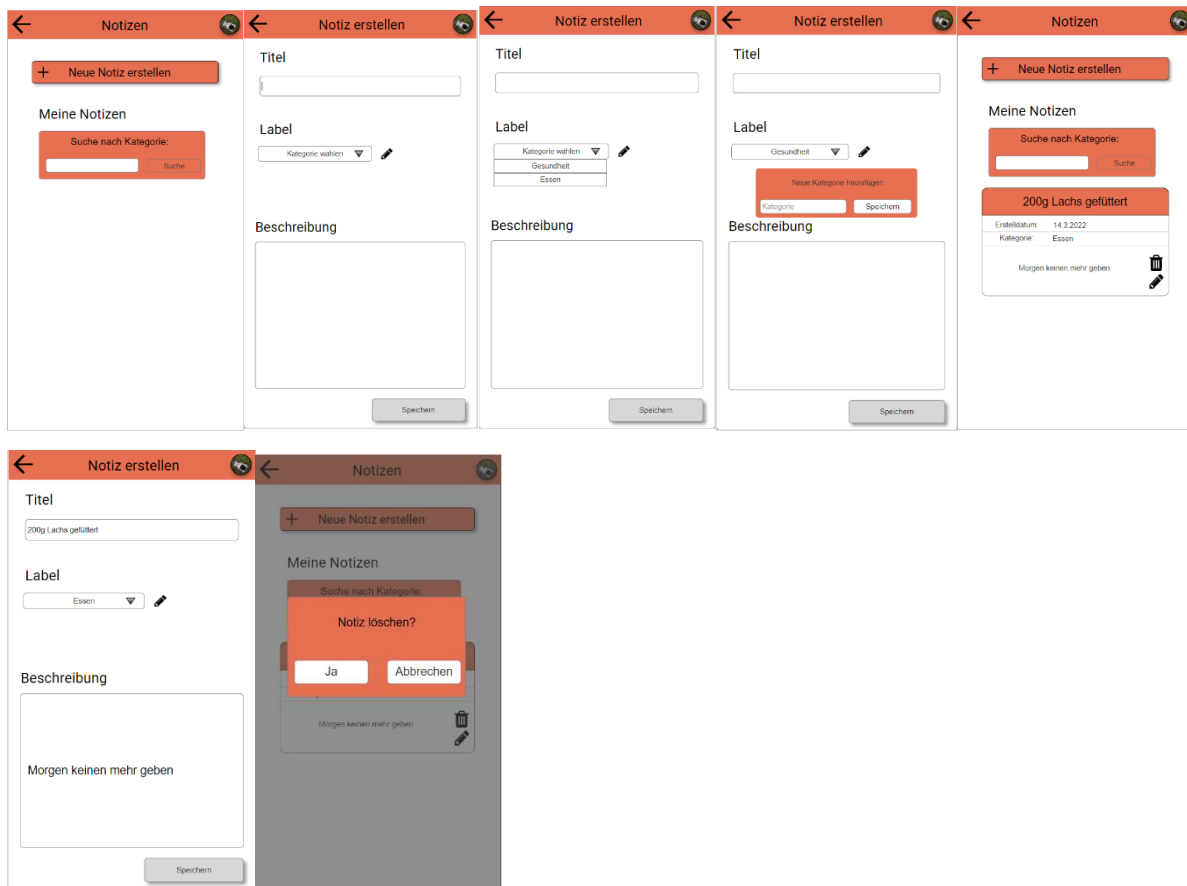 Notizen
+ Neue Notiz erstellen
Meine Notizen
Suche nach Kategorie:
Suche
Notiz erstellen
Titel
Label
Kategorie wählen
Beschreibung
Speichern
Notiz erstellen
Titel
Label
Kategorie wählen
Gesundheit
Essen
Beschreibung
Speichern
Notiz erstellen
Titel
Label
Gesundheit
Neue Kategorie hinzufügen:
Kategorie
Speichern
Beschreibung
Speichern
Notizen
+ Neue Notiz erstellen
Meine Notizen
Suche nach Kategorie:
Suche
200g Lachs gefüttert
Erstelldatum: 14.3.2022
Kategorie: Essen
Morgen keinen mehr geben
Notiz erstellen
Titel
200g Lachs gefüttert
Label
Essen
Beschreibung
Morgen keinen mehr geben
Speichern
Notizen
+ Neue Notiz erstellen
Meine Notizen
Suche nach Kategorie:
Notiz löschen?
Ja Abbrechen
Morgen keinen mehr geben